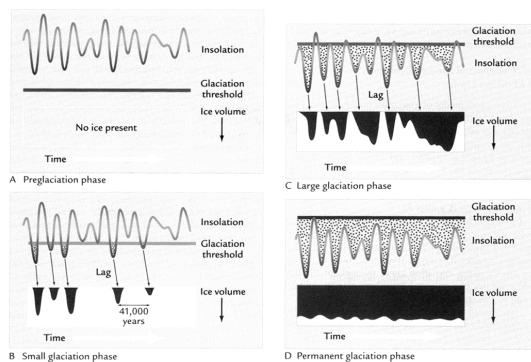 Insolation
Glaciation
threshold
Ice volume
No ice present
Time
A Preglaciation phase
Insolation
Glaciation
threshold
Lag
Ice volume
41,000
years
Time
B Small glaciation phase
Glaciation
threshold
Insolation
Lag
Ice volume
Time
C Large glaciation phase
Glaciation
threshold
Insolation
Ice volume
Time
D Permanent glaciation phase